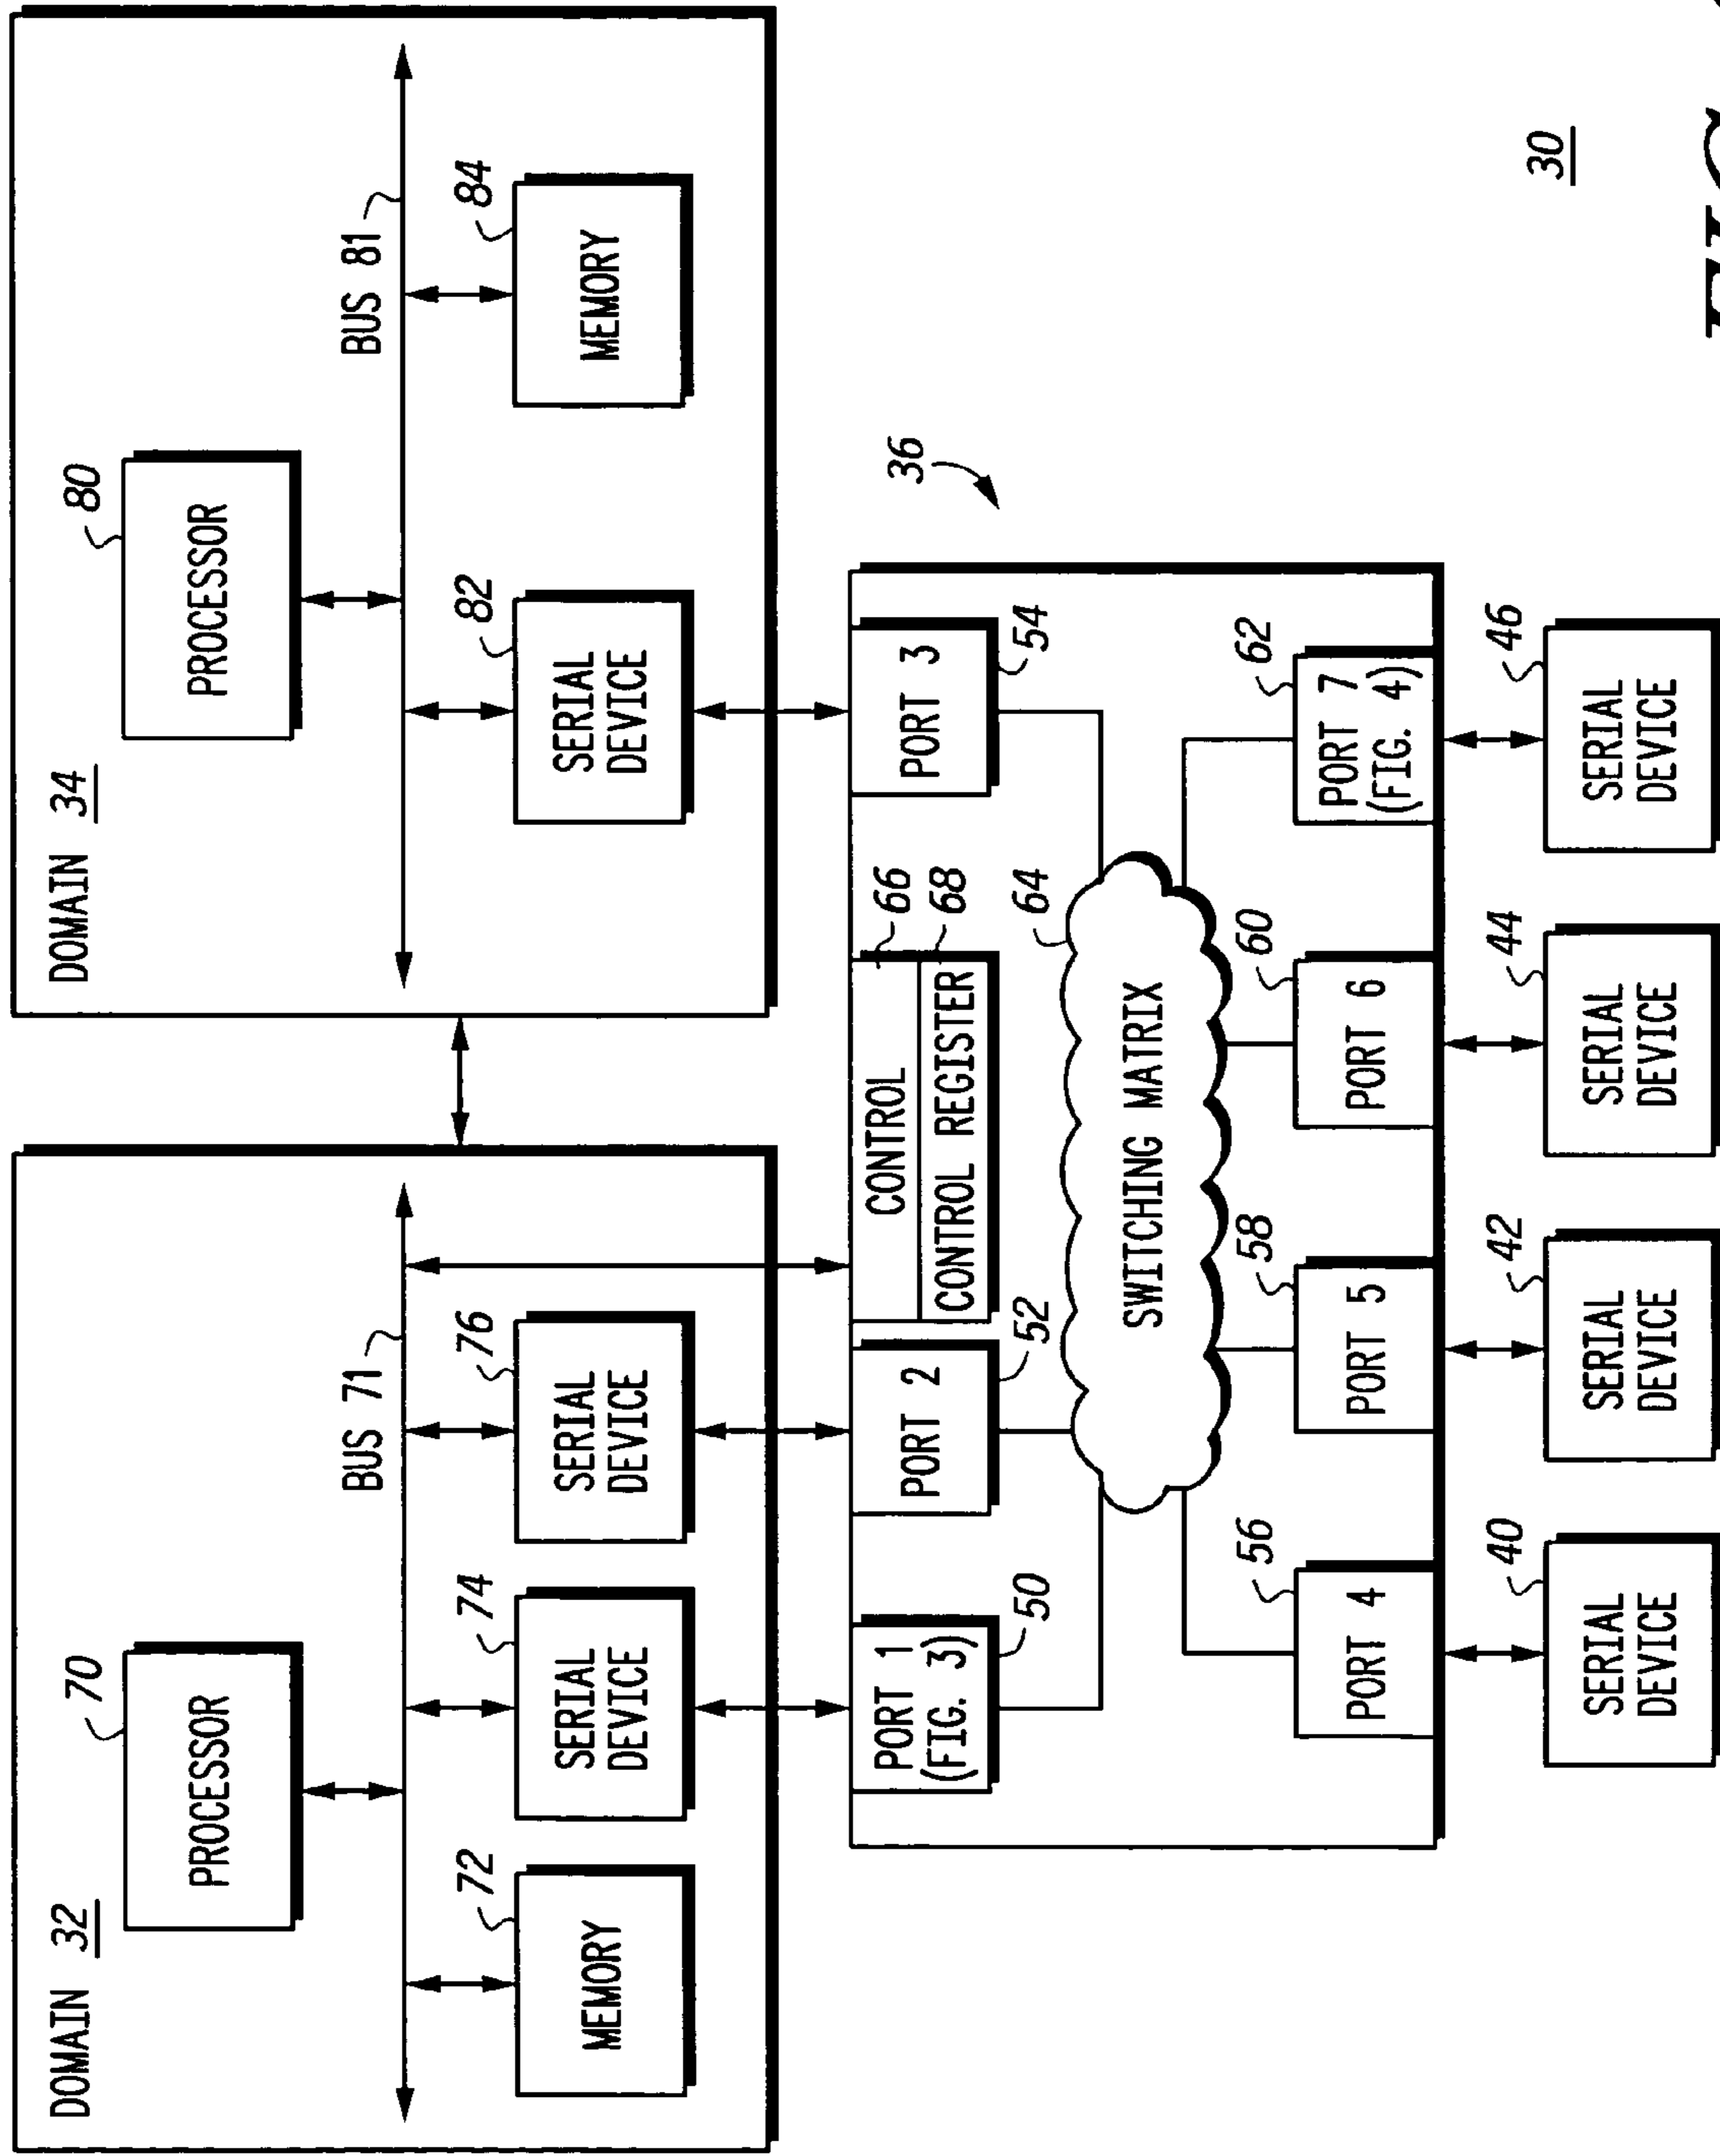 DOMAIN 32
70
PROCESSOR
BUS 71
72
MEMORY
74
SERIAL
DEVICE
76
SERIAL
DEVICE
DOMAIN 34
80
PROCESSOR
BUS 81
82
SERIAL
DEVICE
84
MEMORY
36
PORT 1
(FIG. 3)
50
PORT 2
52
CONTROL
66
CONTROL REGISTER
68
PORT 3
54
SWITCHING MATRIX
64
56
PORT 4
58
PORT 5
60
PORT 6
62
PORT 7
(FIG. 4)
40
SERIAL
DEVICE
42
SERIAL
DEVICE
44
SERIAL
DEVICE
46
SERIAL
DEVICE
30